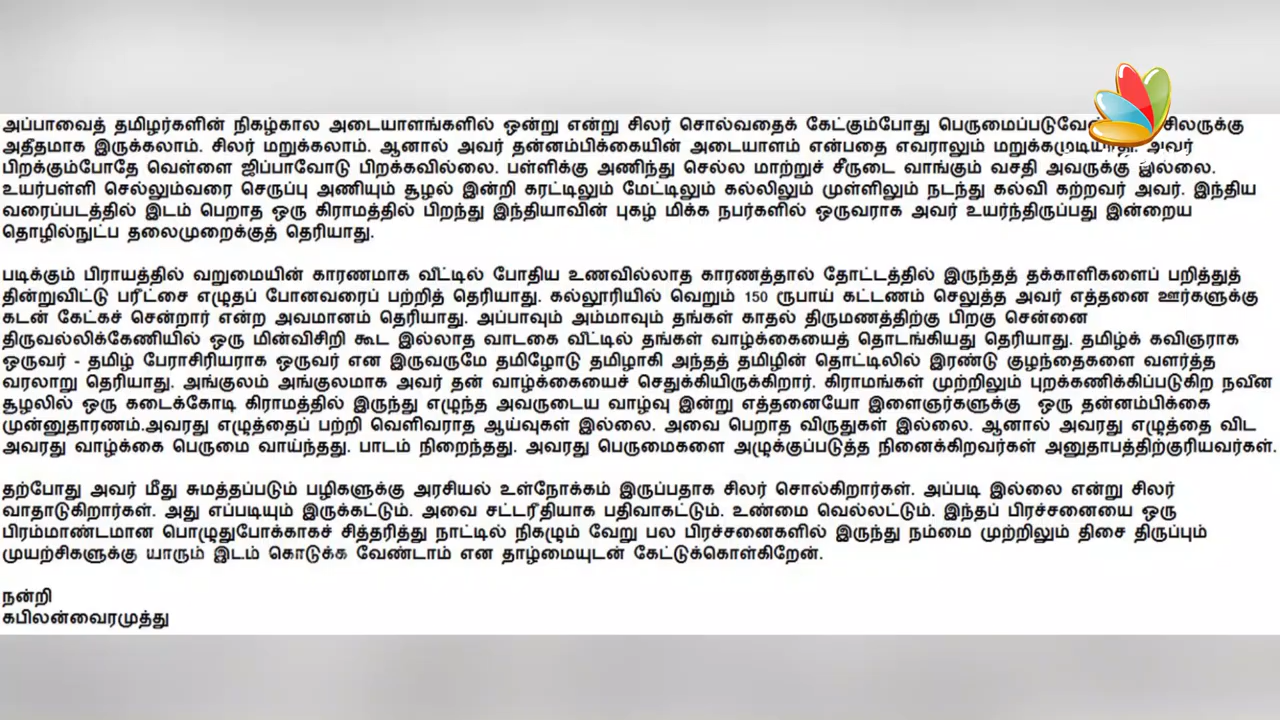 அப்பாவைத் தமிழர்களின் நிகழ்கால அடையாளங்களில் ஒன்று என்று சிலர் சொல்வதைக் கேட்கும்போது பெருமைப்படுவே சிலருக்கு
அதீதமாக இருக்கலாம். சிலர் மறுக்கலாம். ஆனால் அவர் தன்னம்பிக்கையின் அடையாளம் என்பதை எவராலும் மறுக்கமுடியாது. அவர்
பிறக்கும்போதே வெள்ளை ஜிப்பாவோடு பிறக்கவில்லை. பள்ளிக்கு அணிந்து செல்ல மாற்றுச் சீருடை வாங்கும் வசதி அவருக்கு இல்லை.
உயர்பள்ளி செல்லும்வரை செருப்பு அணியும் சூழல் இன்றி கரட்டிலும் மேட்டிலும் கல்லிலும் முள்ளிலும் நடந்து கல்வி கற்றவர் அவர். இந்திய
வரைப்படத்தில் இடம் பெறாத ஒரு கிராமத்தில் பிறந்து இந்தியாவின் புகழ் மிக்க நபர்களில் ஒருவராக அவர் உயர்ந்திருப்பது இன்றைய
தொழில்நுட்ப தலைமுறைக்குத் தெரியாது.
படிக்கும் பிராயத்தில் வறுமையின் காரணமாக வீட்டில் போதிய உணவில்லாத காரணத்தால் தோட்டத்தில் இருந்தத் தக்காளிகளைப் பறித்துத்
தின்றுவிட்டு பரீட்சை எழுதப் போனவரைப் பற்றித் தெரியாது. கல்லூரியில் வெறும் 150 ரூபாய் கட்டணம் செலுத்த அவர் எத்தனை ஊர்களுக்கு
கடன் கேட்கச் சென்றார் என்ற அவமானம் தெரியாது. அப்பாவும் அம்மாவும் தங்கள் காதல் திருமணத்திற்கு பிறகு சென்னை
திருவல்லிக்கேணியில் ஒரு மின்விசிறி கூட இல்லாத வாடகை வீட்டில் தங்கள் வாழ்க்கையைத் தொடங்கியது தெரியாது. தமிழ்க் கவிஞராக
ஒருவர் - தமிழ் பேராசிரியராக ஒருவர் என இருவருமே தமிழோடு தமிழாகி அந்தத் தமிழின் தொட்டிலில் இரண்டு குழந்தைகளை வளர்த்த
வரலாறு தெரியாது. அங்குலம் அங்குலமாக அவர் தன் வாழ்க்கையைச் செதுக்கியிருக்கிறார். கிராமங்கள் முற்றிலும் புறக்கணிக்கிப்படுகிற நவீன
சூழலில் ஒரு கடைக்கோடி கிராமத்தில் இருந்து எழுந்த அவருடைய வாழ்வு இன்று எத்தனையோ இளைஞர்களுக்கு ஒரு தன்னம்பிக்கை
முன்னுதாரணம்.அவரது எழுத்தைப் பற்றி வெளிவராத ஆய்வுகள் இல்லை. அவை பெறாத விருதுகள் இல்லை. ஆனால் அவரது எழுத்தை விட
அவரது வாழ்க்கை பெருமை வாய்ந்தது. பாடம் நிறைந்தது. அவரது பெருமைகளை அழுக்குப்படுத்த நினைக்கிறவர்கள் அனுதாபத்திற்குரியவர்கள்.
தற்போது அவர் மீது சுமத்தப்படும் பழிகளுக்கு அரசியல் உள்நோக்கம் இருப்பதாக சிலர் சொல்கிறார்கள். அப்படி இல்லை என்று சிலர்
வாதாடுகிறார்கள். அது எப்படியும் இருக்கட்டும். அவை சட்டரீதியாக பதிவாகட்டும். உண்மை வெல்லட்டும். இந்தப் பிரச்சனையை ஒரு
பிரம்மாண்டமான பொழுதுபோக்காகச் சித்தரித்து நாட்டில் நிகழும் வேறு பல பிரச்சனைகளில் இருந்து நம்மை முற்றிலும் திசை திருப்பும்
முயற்சிகளுக்கு யாரும் இடம் கொடுக்க வேண்டாம் என தாழ்மையுடன் கேட்டுக்கொள்கிறேன்.
நன்றி
கபிலன்வைரமுத்து